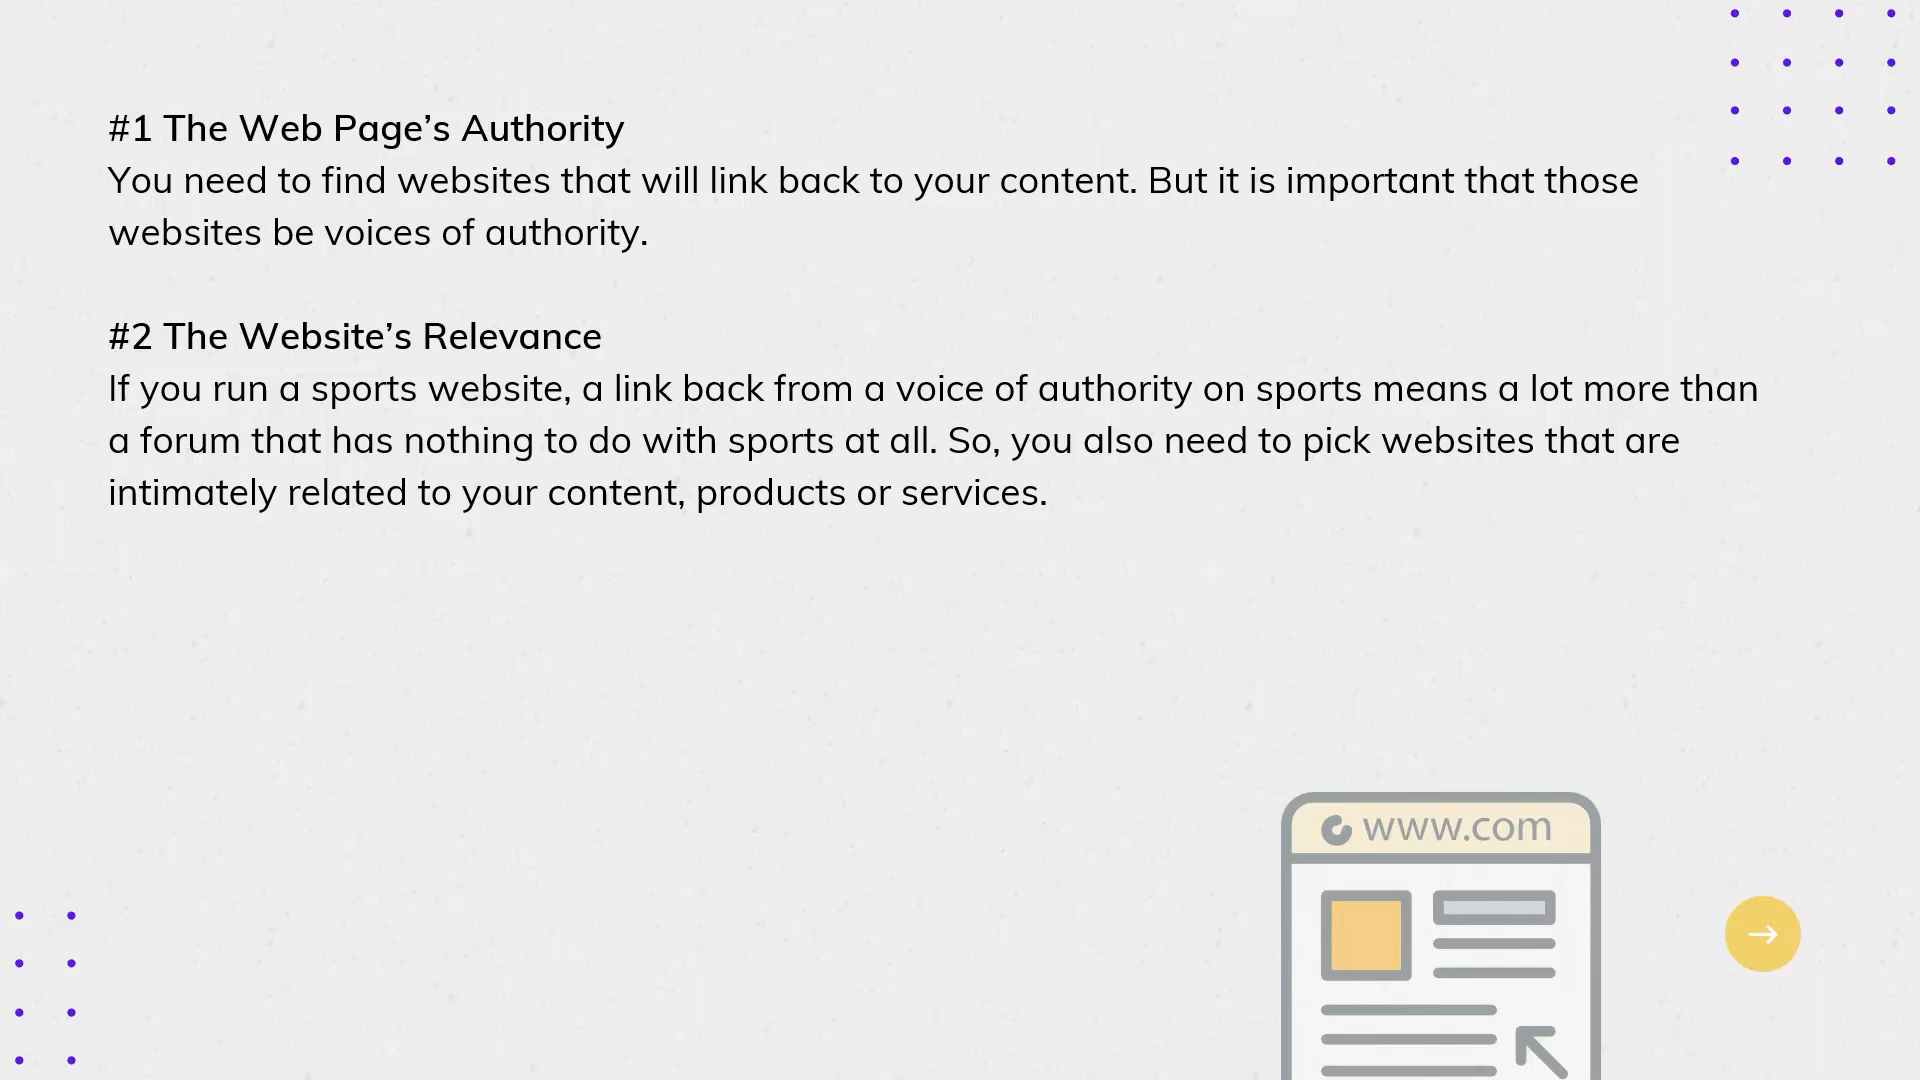 #1 The Web Page’s Authority
You need to find websites that will link back to your content. But it is important that those
websites be voices of authority.
#2 The Website’s Relevance
If you run a sports website, a link back from a voice of authority on sports means a lot more than
a forum that has nothing to do with sports at all. So, you also need to pick websites that are
intimately related to your content, products or services.
www.com